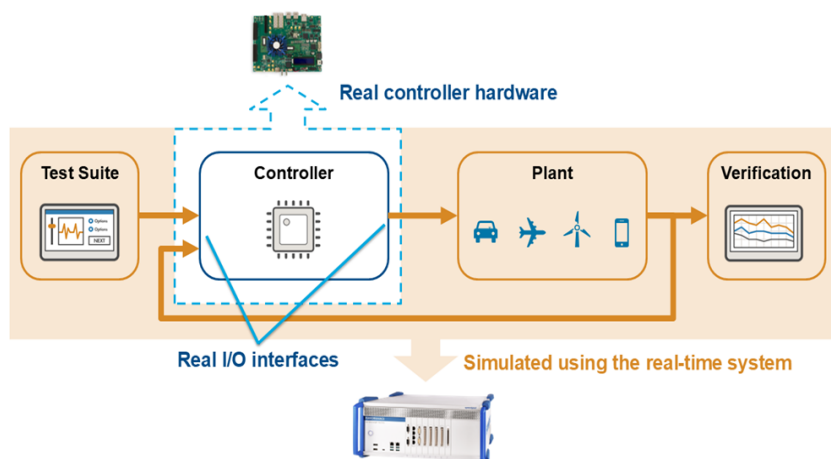 Real controller hardware
Test Suite
Controller
Plant
Verification
Options
Options
NEXT
Real I/O interfaces
Simulated using the real-time system